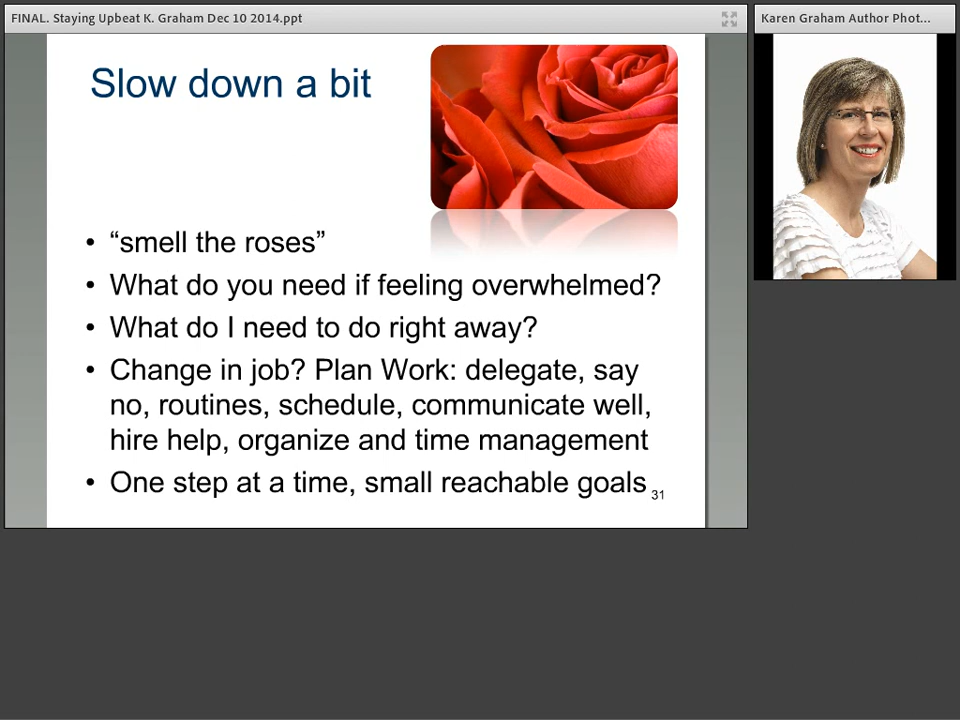 FINAL. Staying Upbeat K. Graham Dec 10 2014.ppt
Karen Graham Author Phot...
Slow down a bit
• “smell the roses”
• What do you need if feeling overwhelmed?
• What do I need to do right away?
• Change in job? Plan Work: delegate, say
no, routines, schedule, communicate well,
hire help, organize and time management
• One step at a time, small reachable goals
31